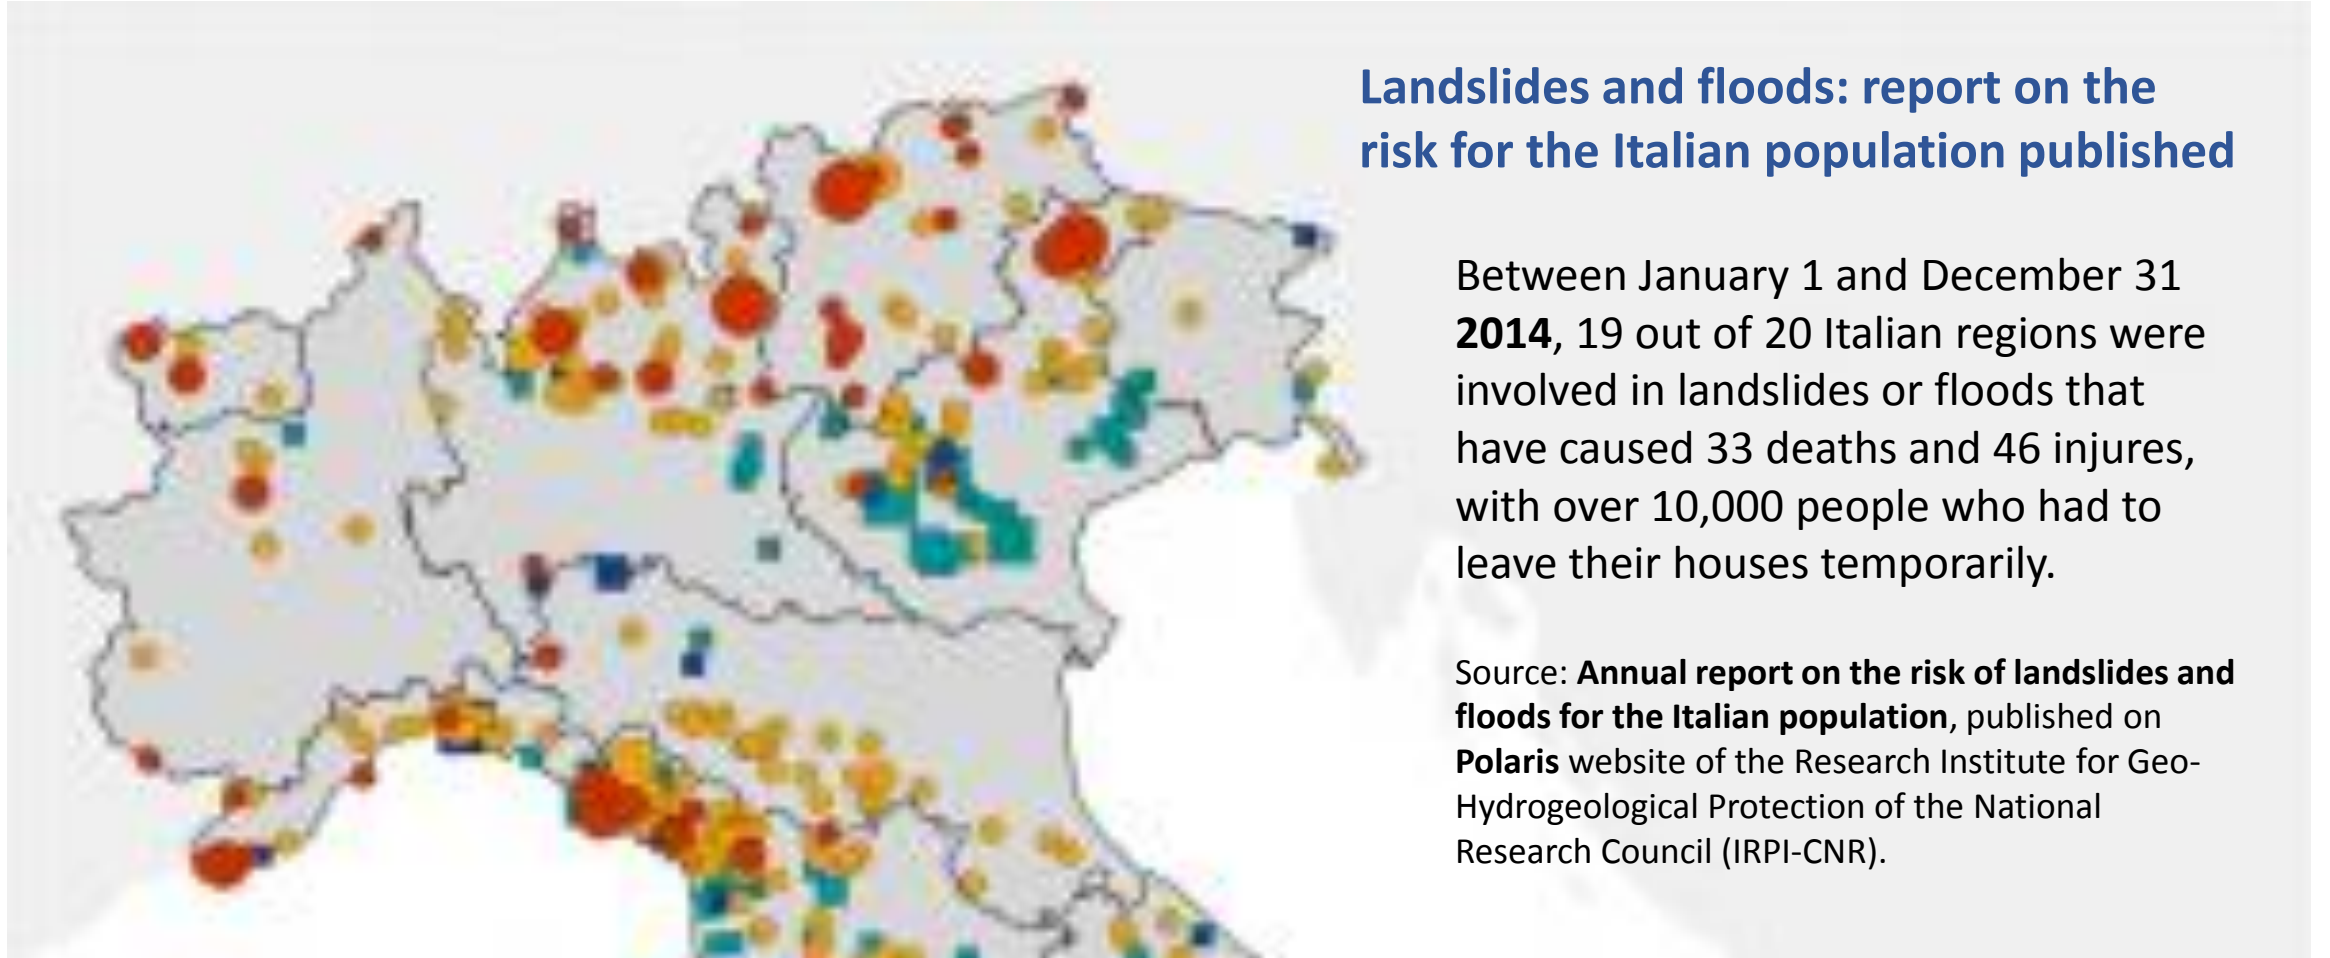 Landslides and floods: report on the
risk for the Italian population published
Between January 1 and December 31
2014, 19 out of 20 Italian regions were
involved in landslides or floods that
have caused 33 deaths and 46 injures,
with over 10,000 people who had to
leave their houses temporarily.
Source: Annual report on the risk of landslides and
floods for the Italian population, published on
Polaris website of the Research Institute for Geo-
Hydrogeological Protection of the National
Research Council (IRPI-CNR).